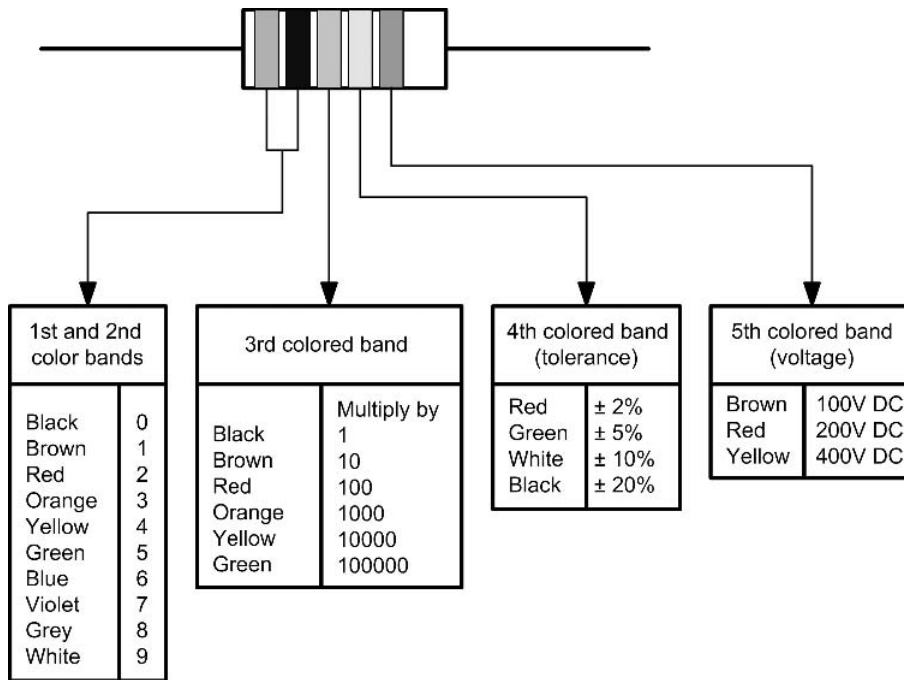 1st and 2nd
color bands
Black 0
Brown 1
Red 2
Orange 3
Yellow 4
Green 5
Blue 6
Violet 7
Grey 8
White 9
3rd colored band
Multiply by
Black 1
Brown 10
Red 100
Orange 1000
Yellow 10000
Green 100000
4th colored band
(tolerance)
Red ± 2%
Green ± 5%
White ± 10%
Black ± 20%
5th colored band
(voltage)
Brown 100V DC
Red 200V DC
Yellow 400V DC